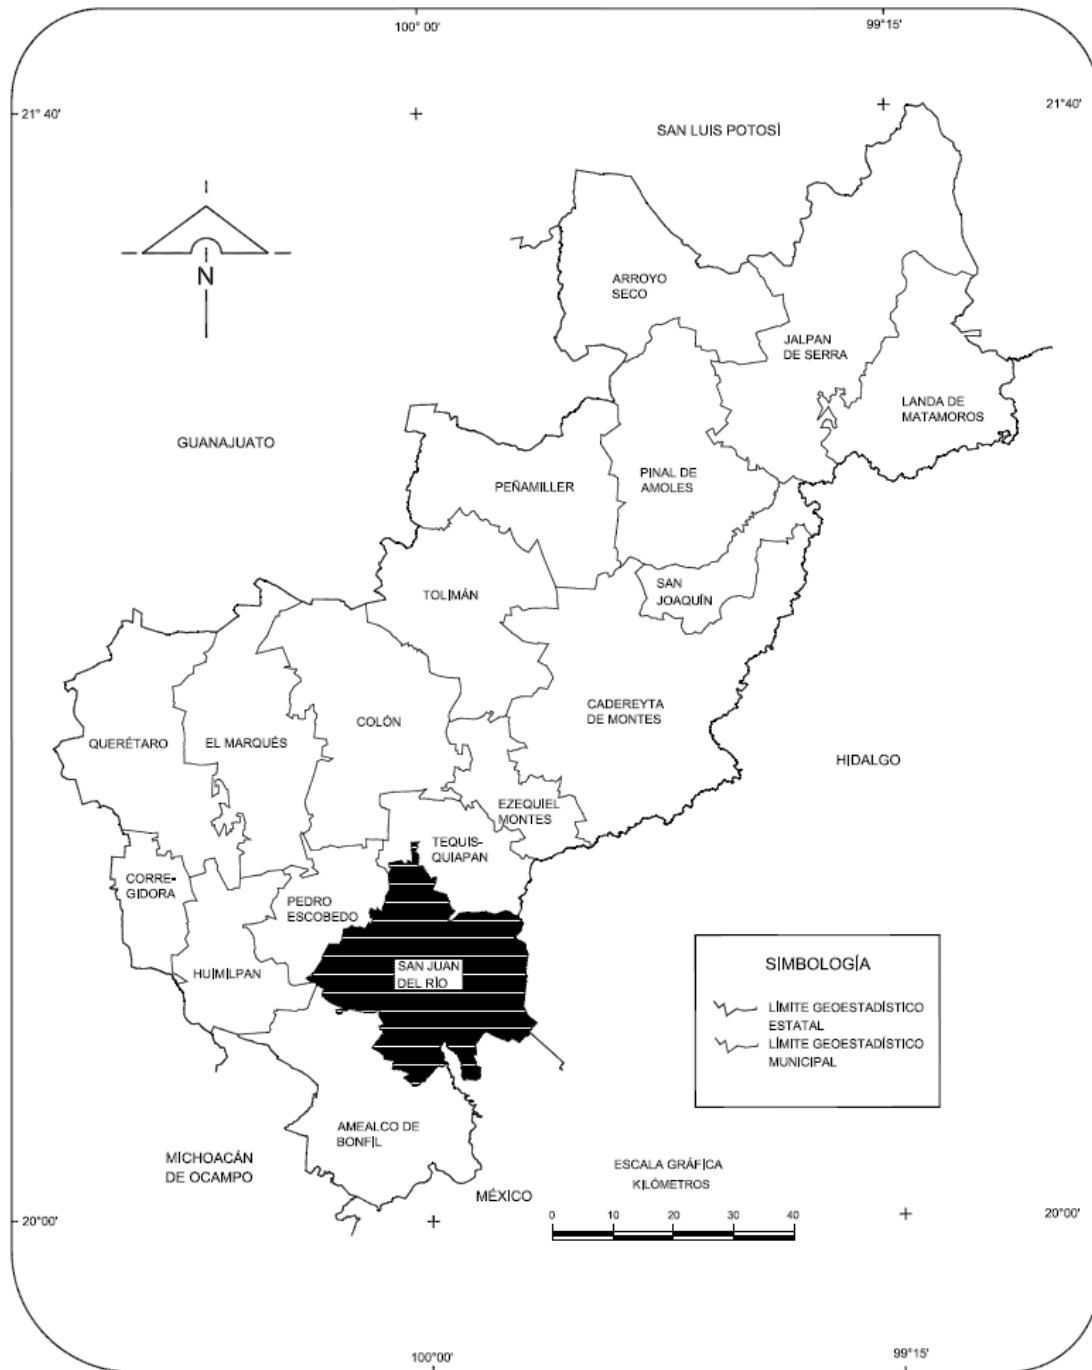 100° 00'
99°15'
21° 40'
21°40'
SAN LUIS POTOSÍ
N
ARROYO
SECO
JALPAN
DE SERRA
LANDA DE
MATAMOROS
GUANAJUATO
PINAL DE
AMOLES
PEÑAMILLER
SAN
JOAQUÍN
TOLIMÁN
CADEREYTA
DE MONTES
COLÓN
QUERÉTARO
EL MARQUÉS
HIDALGO
EZEQUIEL
MONTES
TEQUIS-
QUIAPAN
CORRE-
GIDORA
PEDRO
ESCOBEDO
HUIMILPAN
SAN JUAN
DEL RÍO
SIMBOLOGÍA
LÍMITE GEOESTADÍSTICO
ESTATAL
LÍMITE GEOESTADÍSTICO
MUNICIPAL
AMEALCO DE
BONFIL
MICHOACÁN
DE OCAMPO
MÉXICO
ESCALA GRÁFICA
KILÓMETROS
0 10 20 30 40
20°00'
20°00'
100°00'
99°15'